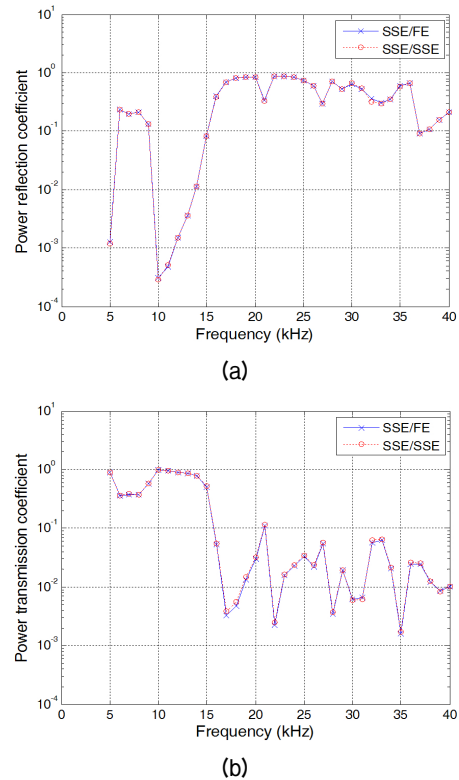 SSE/FE
SSE/SSE
Power reflection coefficient
10^1
10^0
10^-1
10^-2
10^-3
10^-4
0 5 10 15 20 25 30 35 40
Frequency (kHz)
(a)
SSE/FE
SSE/SSE
Power transmission coefficient
10^1
10^0
10^-1
10^-2
10^-3
10^-4
0 5 10 15 20 25 30 35 40
Frequency (kHz)
(b)